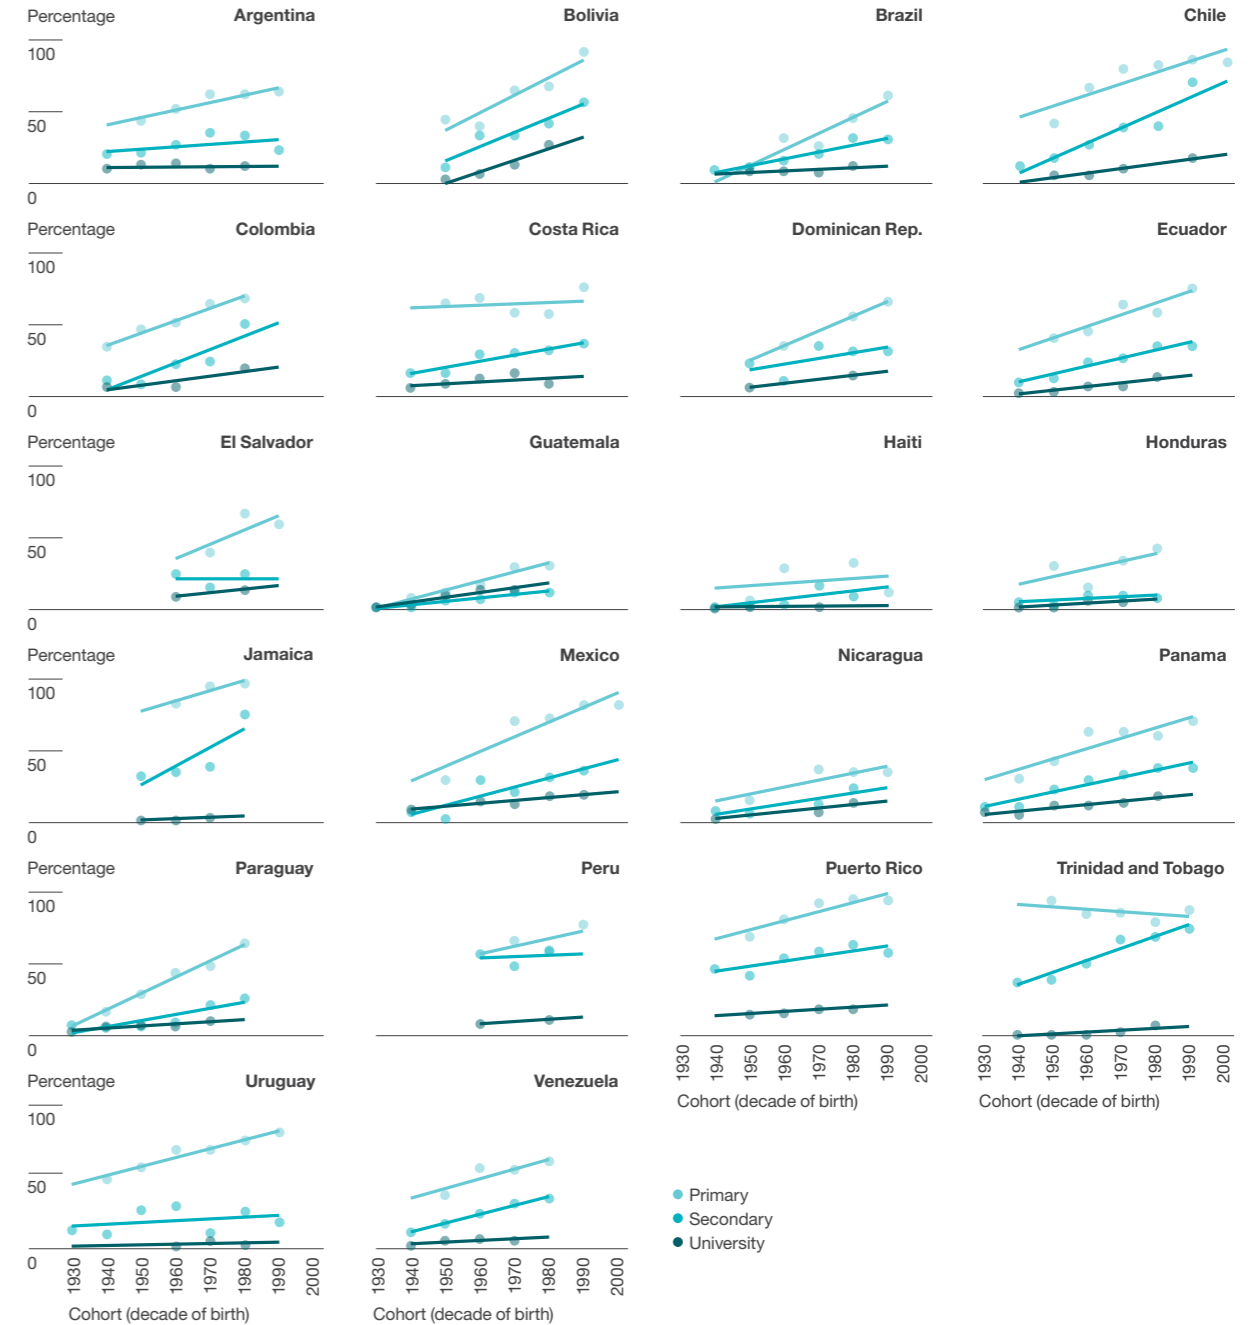 Percentage Argentina Bolivia Brazil Chile
100
50
0
Percentage Colombia Costa Rica Dominican Rep. Ecuador
100
50
0
Percentage El Salvador Guatemala Haiti Honduras
100
50
0
Percentage Jamaica Mexico Nicaragua Panama
100
50
0
Percentage Paraguay Peru Puerto Rico Trinidad and Tobago
100
50
0
1930 1940 1950 1960 1970 1980 1990 2000 1930 1940 1950 1960 1970 1980 1990 2000
Cohort (decade of birth) Cohort (decade of birth)
Percentage Uruguay Venezuela
100
50
0
1930 1940 1950 1960 1970 1980 1990 2000 1930 1940 1950 1960 1970 1980 1990 2000
Cohort (decade of birth) Cohort (decade of birth)
Primary
Secondary
University